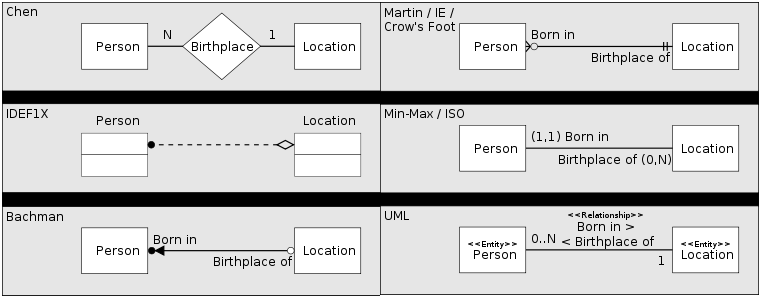 Chen
Person
N
Birthplace
1
Location
Martin / IE /
Crow's Foot
Person
Born in
Birthplace of
Location
IDEF1X
Person
Location
Min-Max / ISO
Person
(1,1) Born in
Birthplace of (0,N)
Location
Bachman
Person
Born in
Birthplace of
Location
UML
<<Entity>>
Person
0..N
<<Relationship>>
Born in >
< Birthplace of
1
<<Entity>>
Location